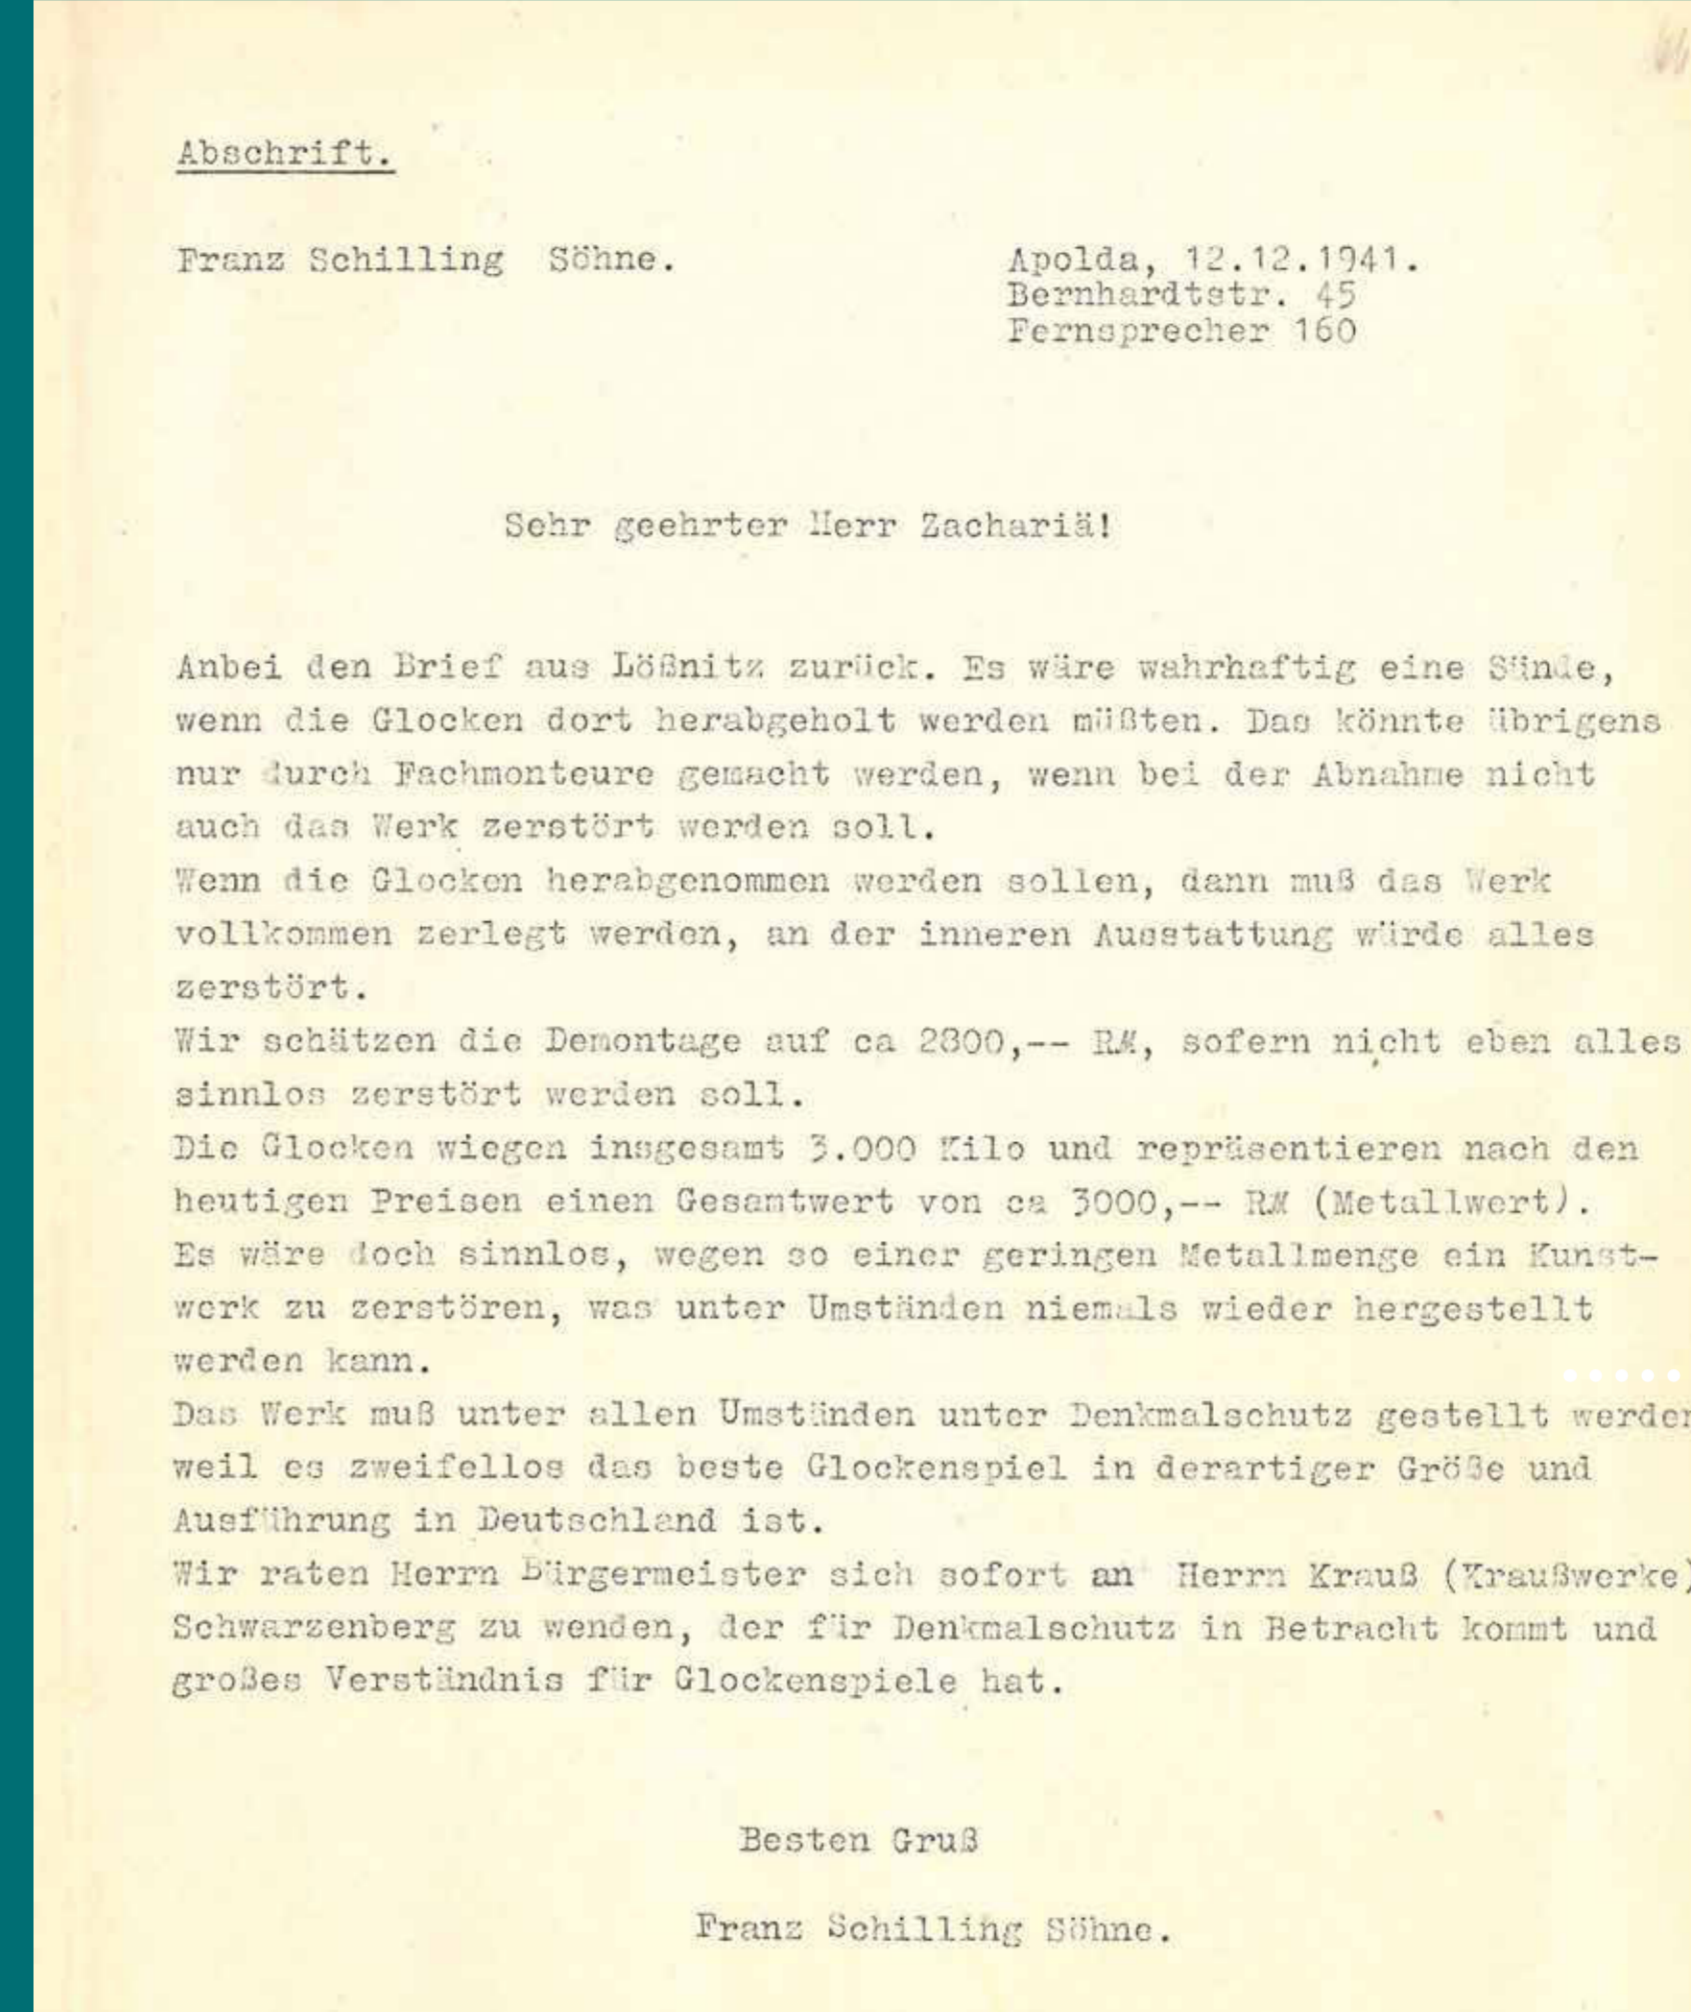 Abschrift.
Franz Schilling Söhne.
Apolda, 12.12.1941.
Bernhardtstr. 45
Fernsprecher 160
Sehr geehrter Herr Zachariä!
Anbei den Brief aus Lößnitz zurück. Es wäre wahrhaftig eine Sünde,
wenn die Glocken dort herabgeholt werden müßten. Das könnte übrigens
nur durch Fachmonteure gemacht werden, wenn bei der Abnahme nicht
auch das Werk zerstört werden soll.
Wenn die Glocken herabgenommen werden sollen, dann muß das Werk
vollkommen zerlegt werden, an der inneren Ausstattung würde alles
zerstört.
Wir schätzen die Demontage auf ca 2800,-- RM, sofern nicht eben alles
sinnlos zerstört werden soll.
Die Glocken wiegen insgesamt 3.000 Kilo und repräsentieren nach den
heutigen Preisen einen Gesamtwert von ca 3000,-- RM (Metallwert).
Es wäre doch sinnlos, wegen so einer geringen Metallmenge ein Kunst-
werk zu zerstören, was unter Umständen niemals wieder hergestellt
werden kann.
Das Werk muß unter allen Umständen unter Denkmalschutz gestellt werden
weil es zweifellos das beste Glockenspiel in derartiger Größe und
Ausführung in Deutschland ist.
Wir raten Herrn Bürgermeister sich sofort an Herrn Krauß (Kraußwerke)
Schwarzenberg zu wenden, der für Denkmalschutz in Betracht kommt und
großes Verständnis für Glockenspiele hat.
Besten Gruß
Franz Schilling Söhne.